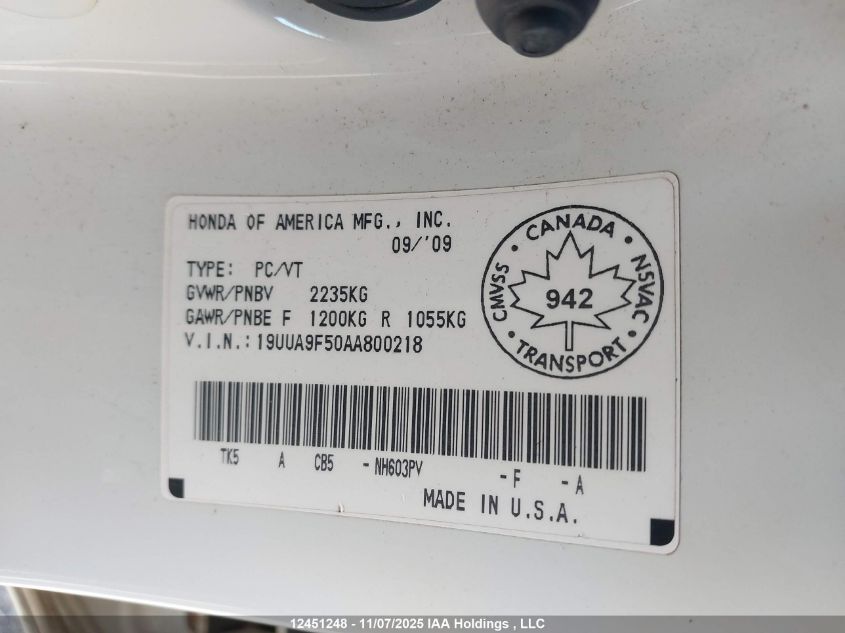 HONDA OF AMERICA MFG., INC.
09/'09
TYPE: PC/VT
GVWR/PNBV 2235KG
GAWR/PNBE F 1200KG R 1055KG
V.I.N.: 19UUA9F50AA800218
CANADA
CMVSS
NSVAC
942
TRANSPORT
TK5 A CB5 - NH603PV - F - A
MADE IN U.S.A.
12451248 - 11/07/2025 IAA Holdings , LLC